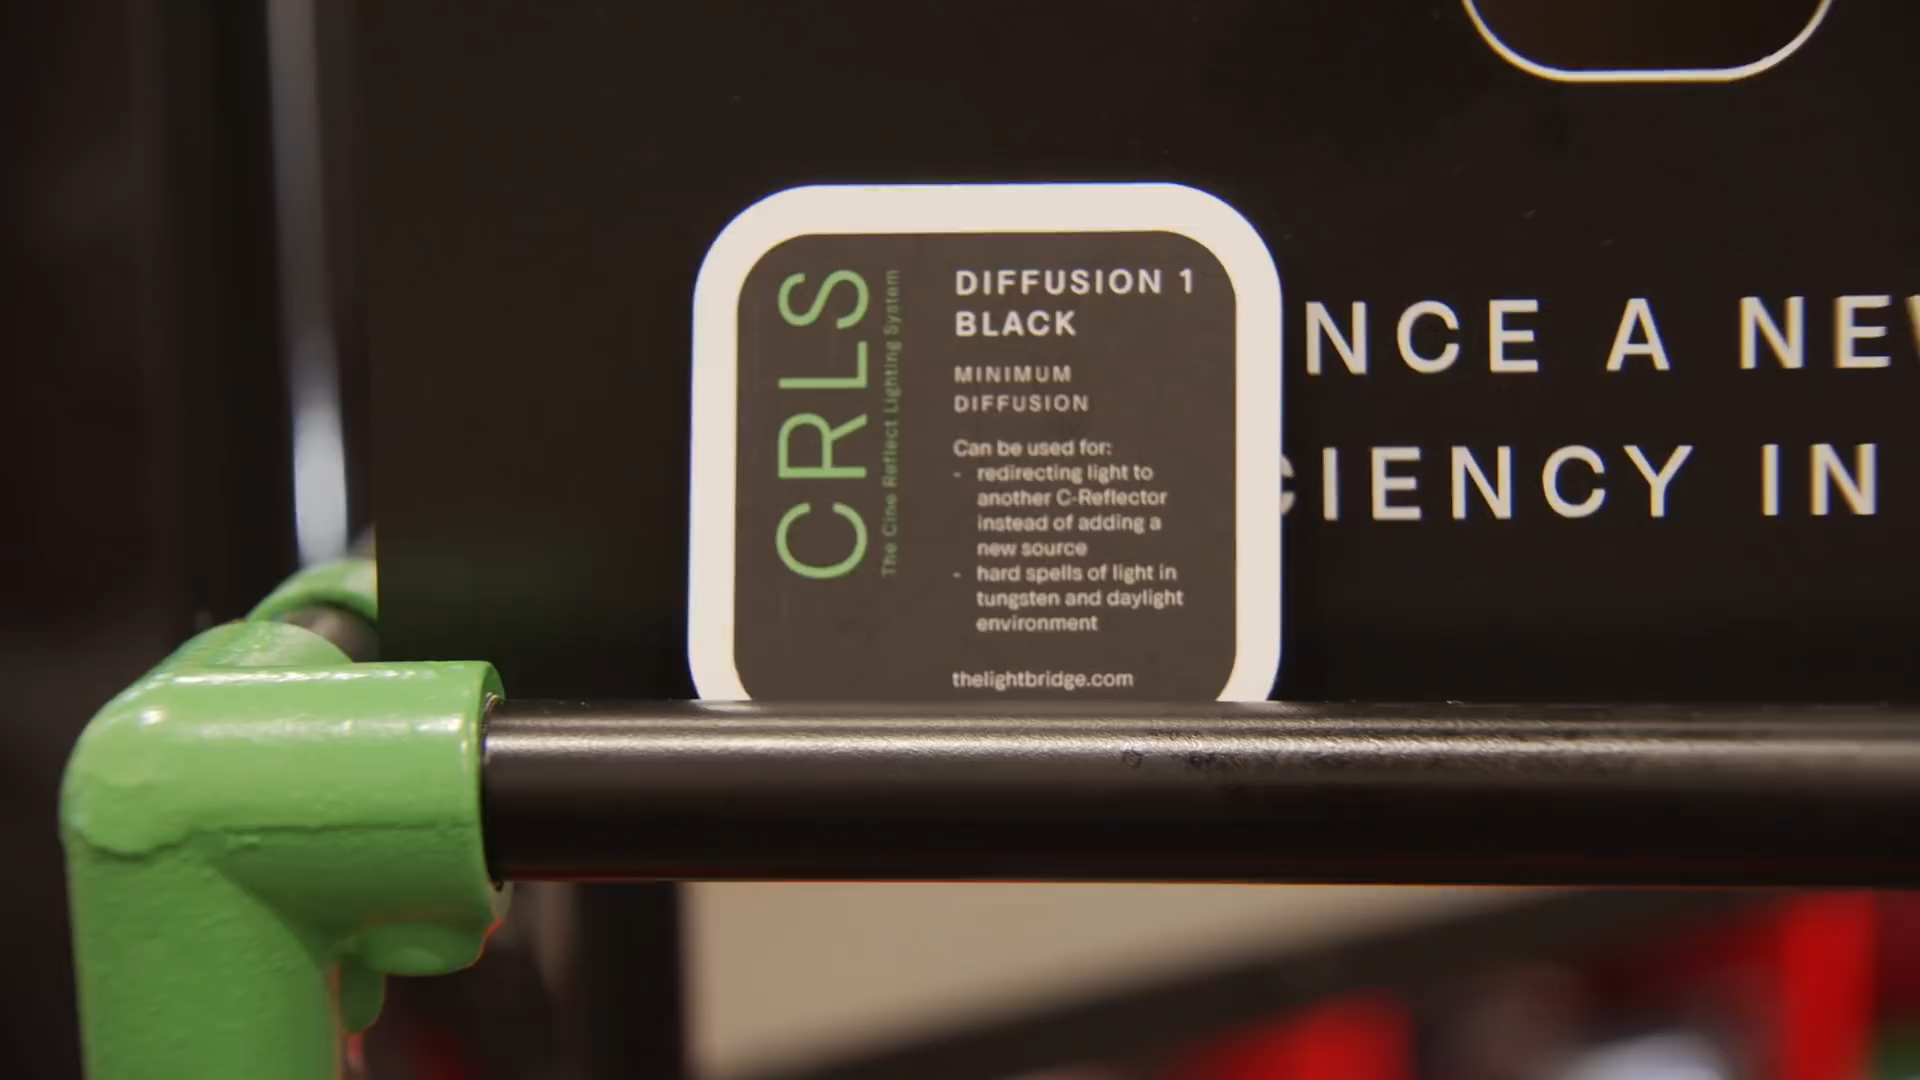 CRLS
The Cine Reflect Lighting System
DIFFUSION 1
BLACK
MINIMUM
DIFFUSION
Can be used for:
- redirecting light to
another C-Reflector
instead of adding a
new source
- hard spells of light in
tungsten and daylight
environment
thelightbridge.com
NCE A NE
CIENCY IN